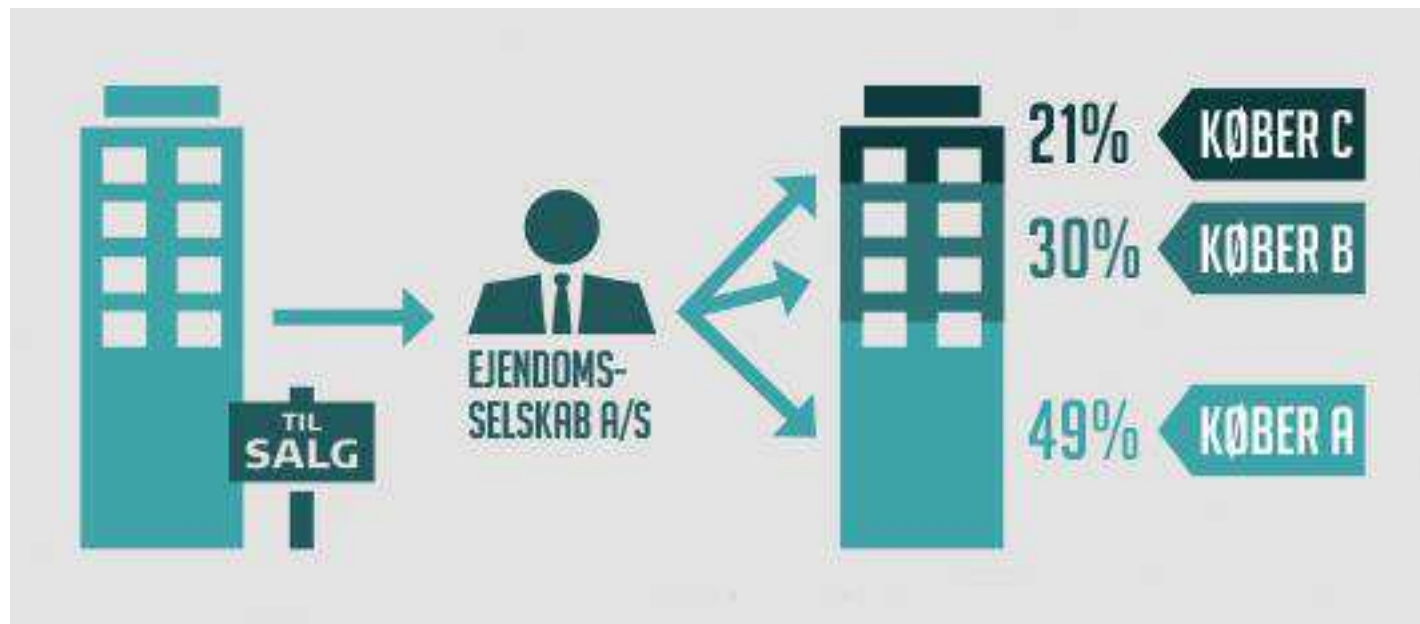 TIL
SALG
EJENDOMS-
SELSKAB A/S
21%
KØBER C
30%
KØBER B
49%
KØBER A